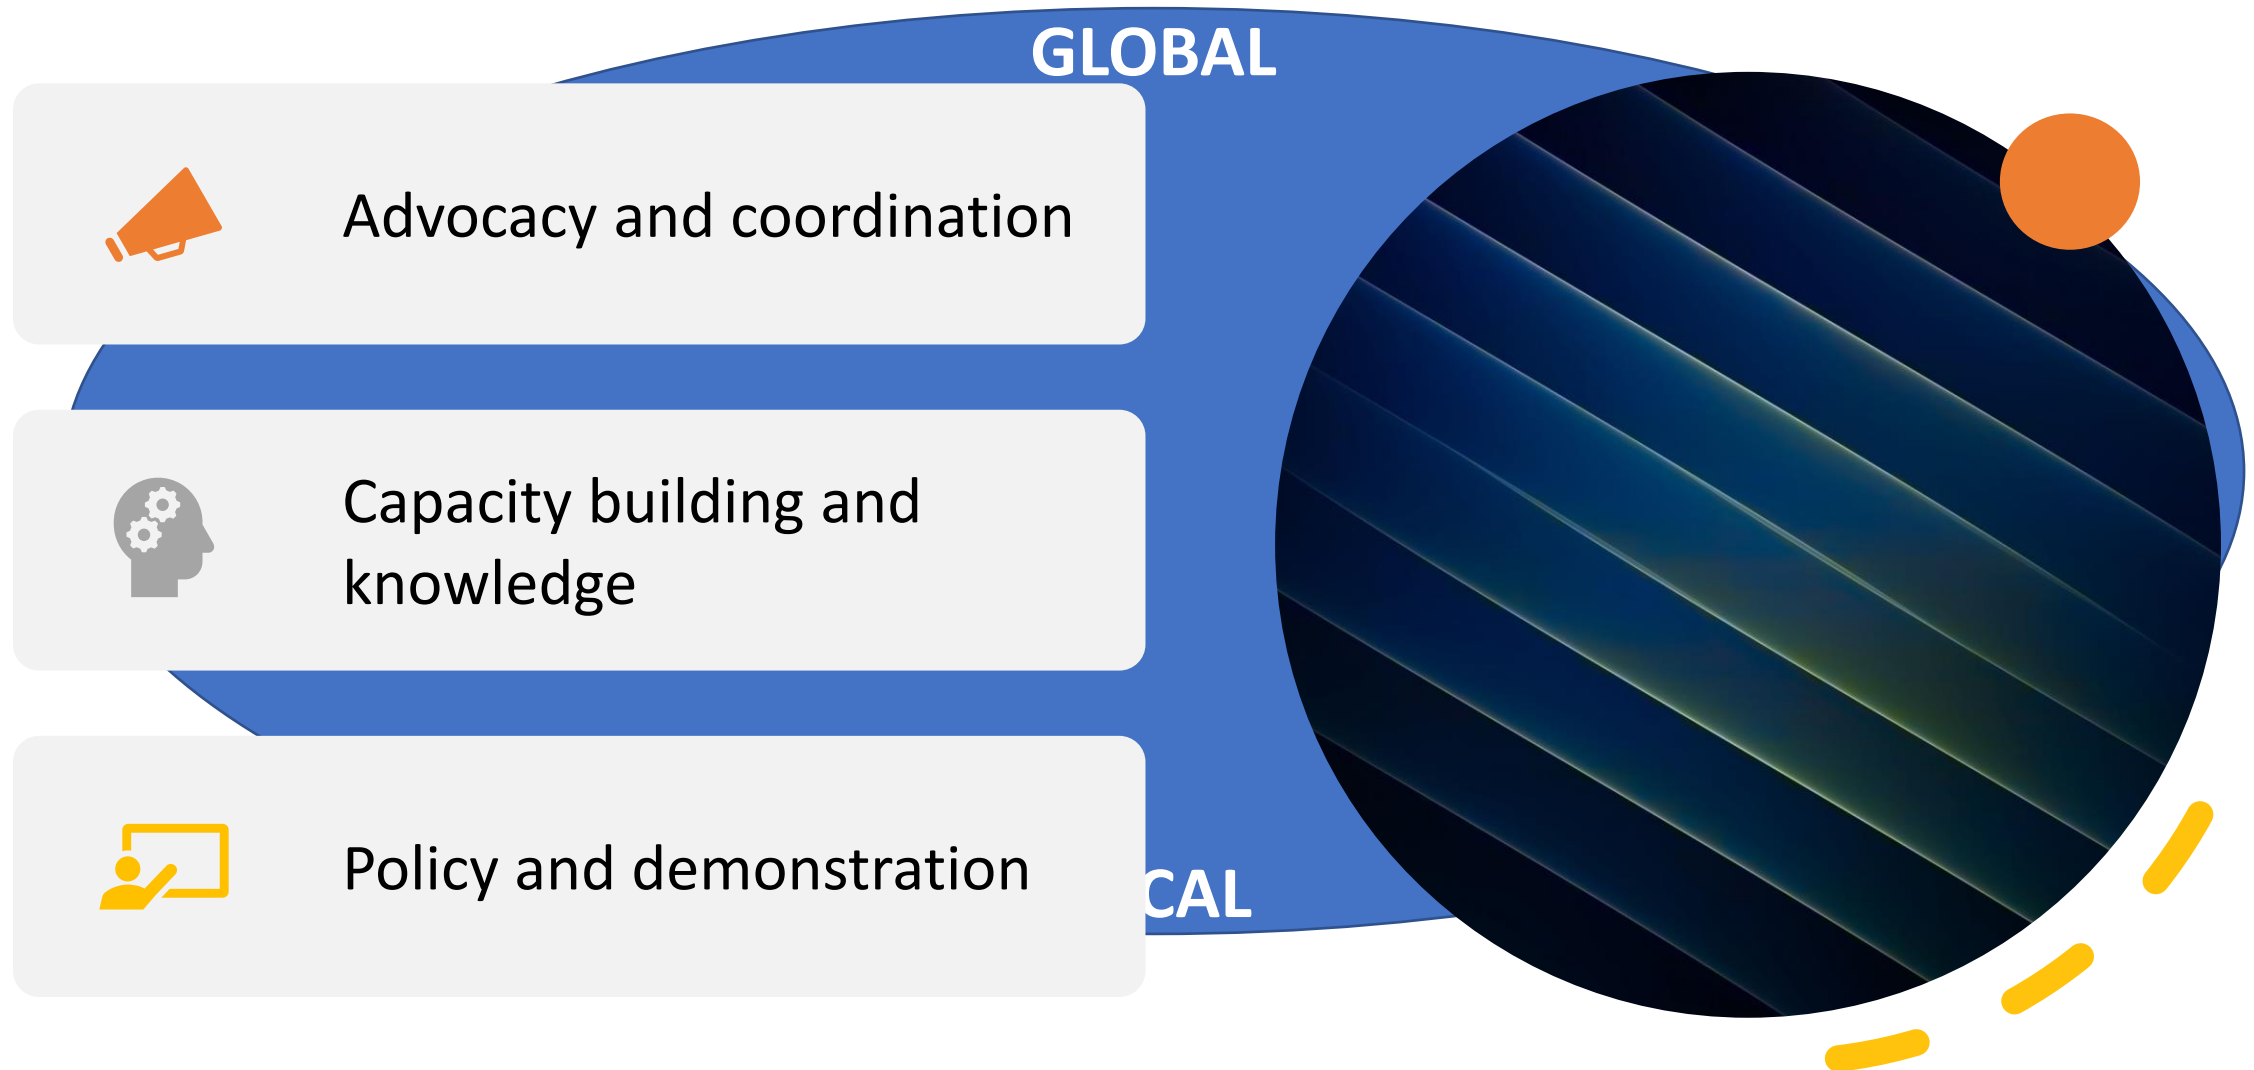 GLOBAL
Advocacy and coordination
Capacity building and
knowledge
Policy and demonstration
CAL